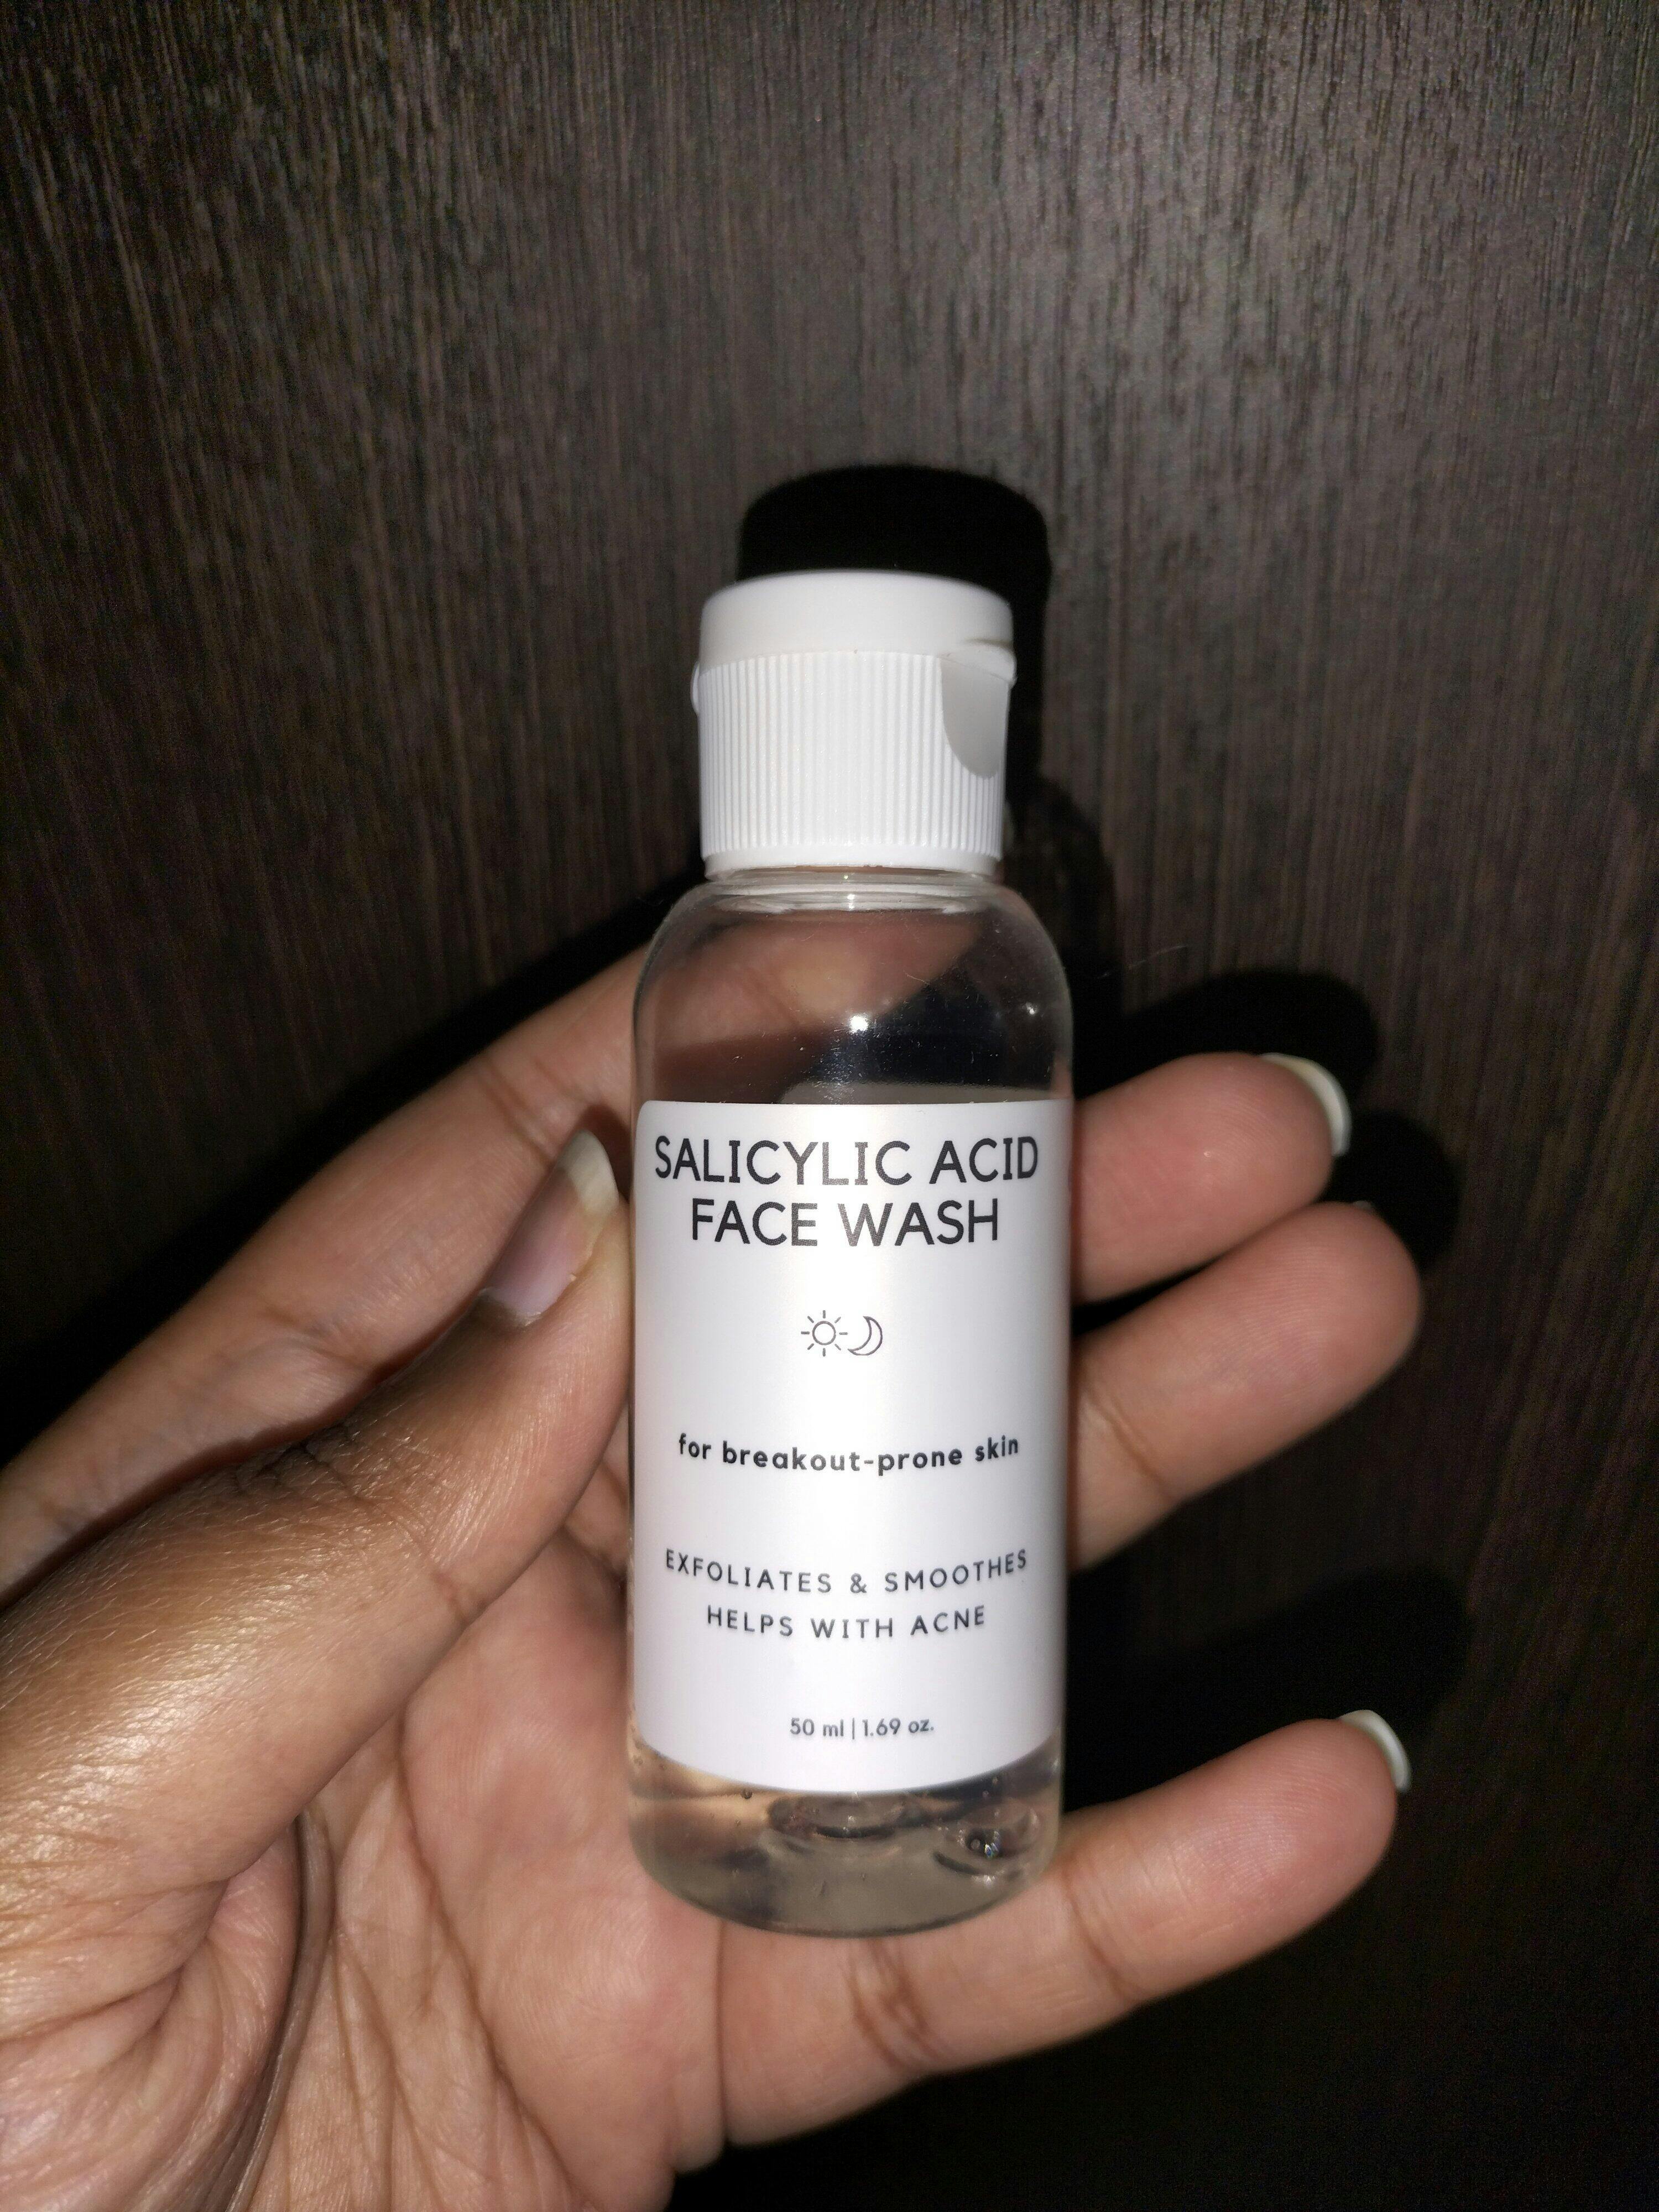 SALICYLIC ACID
FACE WASH
for breakout-prone skin
EXFOLIATES & SMOOTHES
HELPS WITH ACNE
50 ml | 1.69 oz.